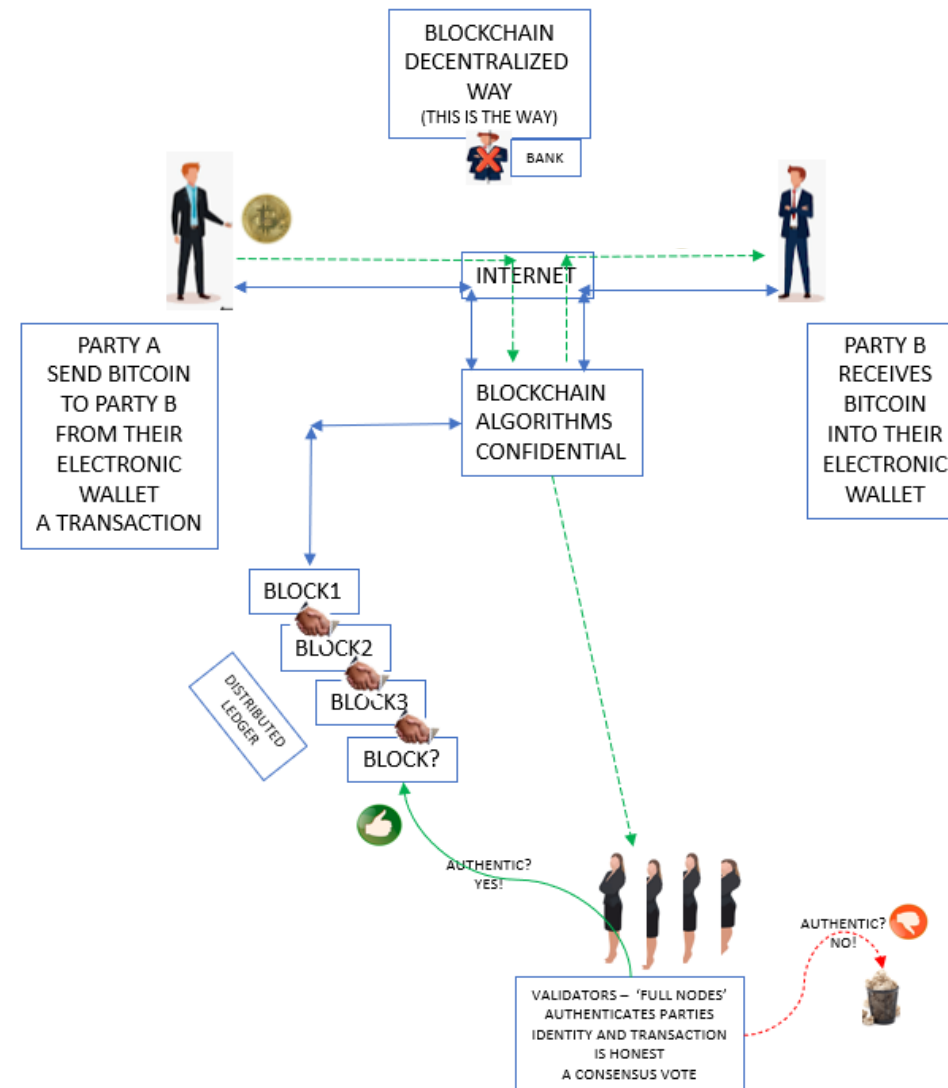 BLOCKCHAIN
DECENTRALIZED
WAY
(THIS IS THE WAY)
BANK
INTERNET
PARTY A
SEND BITCOIN
TO PARTY B
FROM THEIR
ELECTRONIC
WALLET
A TRANSACTION
BLOCKCHAIN
ALGORITHMS
CONFIDENTIAL
PARTY B
RECEIVES
BITCOIN
INTO THEIR
ELECTRONIC
WALLET
BLOCK1
BLOCK2
BLOCK3
BLOCK?
DISTRIBUTED
LEDGER
AUTHENTIC?
YES!
AUTHENTIC?
NO!
VALIDATORS – ‘FULL NODES’
AUTHENTICATES PARTIES
IDENTITY AND TRANSACTION
IS HONEST
A CONSENSUS VOTE